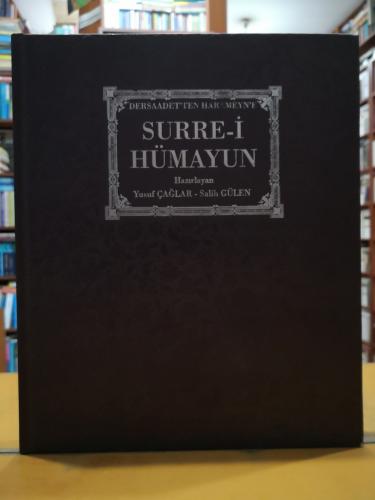 DERSAADET'TEN HAREMEYN'E
SURRE-İ
HÜMAYUN
Hazırlayan
Yusuf ÇAĞLAR - Salih GÜLEN